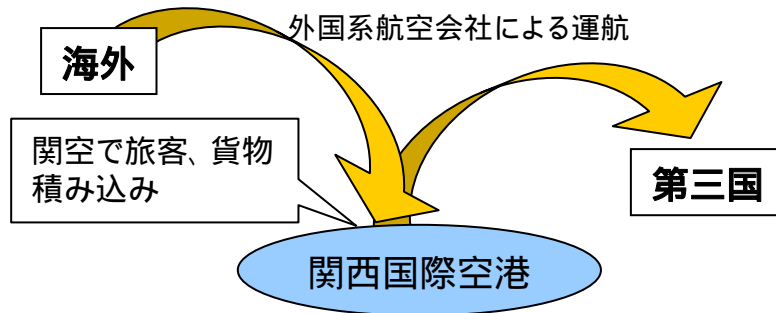 外国系航空会社による運航
海外
関空で旅客、貨物
積み込み
第三国
関西国際空港